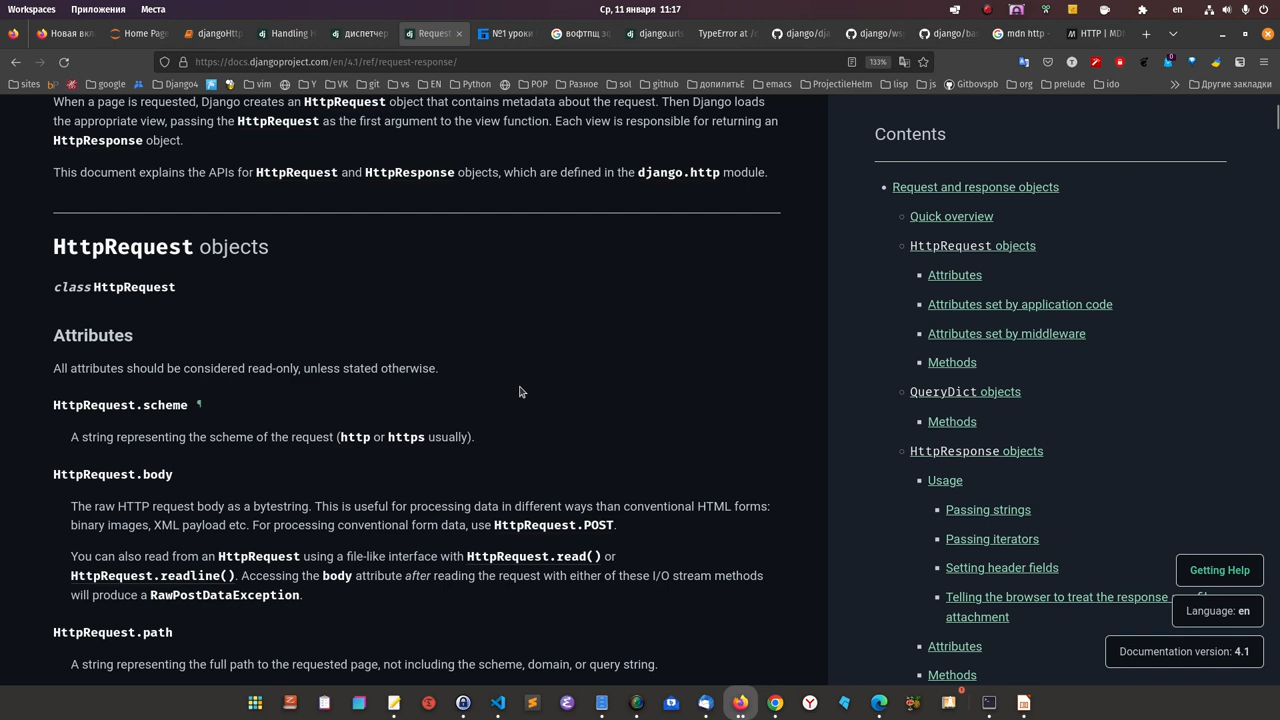 Workspaces Приложения Места Ср, 11 января 11:17 en
Новая вкл Home Page djangoHttp Handling H диспетчер Request № 1 уроки вофтпщ эс django.urls TypeError at / django/dja django/wsg django/bas mdn http - HTTP | MDN
https://docs.djangoproject.com/en/4.1/ref/request-response/ 133%
sites b google Django4 vim EN Python POP Разное sol github допилитьЕ emacs ProjectileHelm lisp js Gitbovspb org prelude ido Другие закладки
VK git vs
When a page is requested, Django creates an HttpRequest object that contains metadata about the request. Then Django loads
the appropriate view, passing the HttpRequest as the first argument to the view function. Each view is responsible for returning an
HttpResponse object.
This document explains the APIs for HttpRequest and HttpResponse objects, which are defined in the django.http module.
HttpRequest objects
class HttpRequest
Attributes
All attributes should be considered read-only, unless stated otherwise.
HttpRequest.scheme ¶
A string representing the scheme of the request (http or https usually).
HttpRequest.body
The raw HTTP request body as a bytestring. This is useful for processing data in different ways than conventional HTML forms:
binary images, XML payload etc. For processing conventional form data, use HttpRequest.POST.
You can also read from an HttpRequest using a file-like interface with HttpRequest.read() or
HttpRequest.readline(). Accessing the body attribute after reading the request with either of these I/O stream methods
will produce a RawPostDataException.
HttpRequest.path
A string representing the full path to the requested page, not including the scheme, domain, or query string.
Contents
Request and response objects
Quick overview
HttpRequest objects
Attributes
Attributes set by application code
Attributes set by middleware
Methods
QueryDict objects
Methods
HttpResponse objects
Usage
Passing strings
Passing iterators
Setting header fields
Telling the browser to treat the response
attachment
Attributes
Methods
Getting Help
Language: en
Documentation version: 4.1